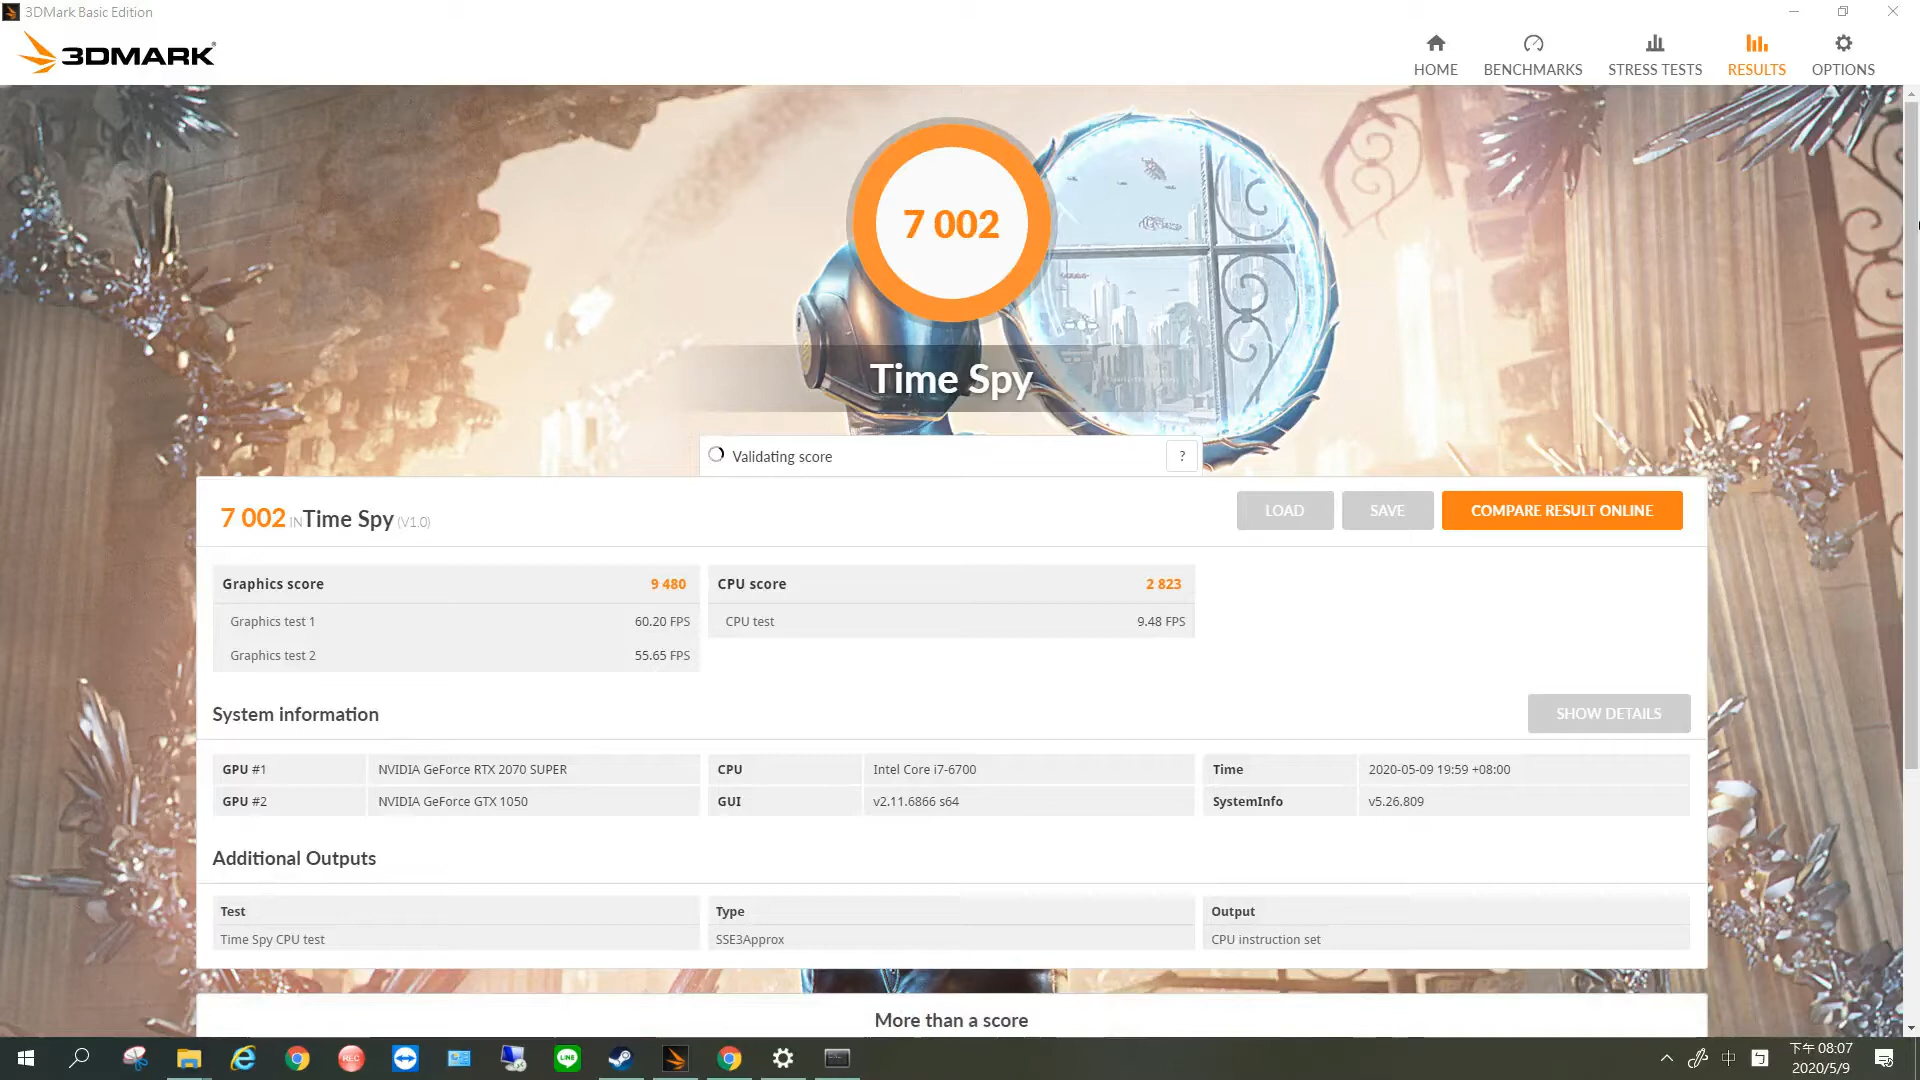 3DMark Basic Edition
3DMARK
HOME
BENCHMARKS
STRESS TESTS
RESULTS
OPTIONS
7 002
Time Spy
Validating score
?
7 002 IN Time Spy (V1.0)
LOAD
SAVE
COMPARE RESULT ONLINE
Graphics score 9 480
Graphics test 1 60.20 FPS
Graphics test 2 55.65 FPS
CPU score 2 823
CPU test 9.48 FPS
System information
SHOW DETAILS
GPU #1 NVIDIA GeForce RTX 2070 SUPER
GPU #2 NVIDIA GeForce GTX 1050
CPU Intel Core i7-6700
GUI v2.11.6866 s64
Time 2020-05-09 19:59 +08:00
SystemInfo v5.26.809
Additional Outputs
Test Type Output
Time Spy CPU test SSE3Approx CPU instruction set
More than a score
REC
LINE
中
ㄅ
下午 08:07
2020/5/9